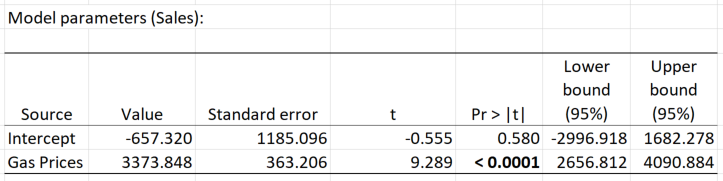 Model parameters (Sales):
Source Value Standard error t Pr > |t| Lower bound (95%) Upper bound (95%)
Intercept -657.320 1185.096 -0.555 0.580 -2996.918 1682.278
Gas Prices 3373.848 363.206 9.289 < 0.0001 2656.812 4090.884